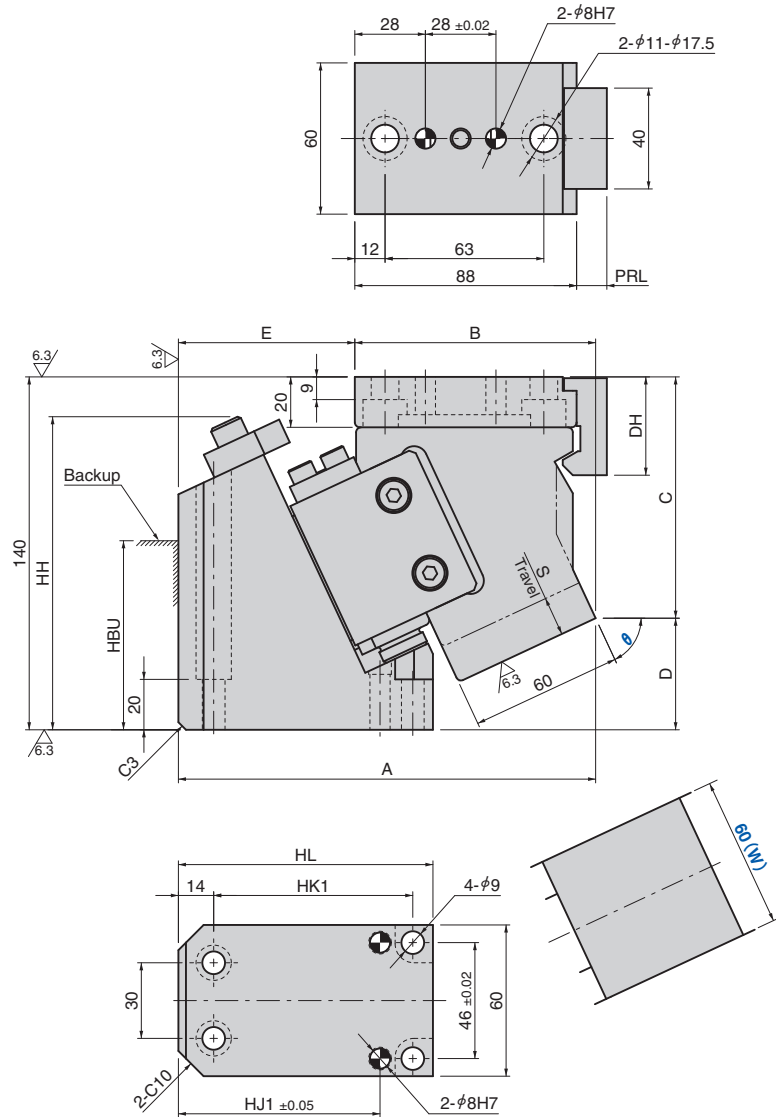 28
28 ±0.02
2-φ8H7
2-φ11-φ17.5
60
40
12
63
88
PRL
E
B
6.3
6.3
9
20
DH
Backup
C
140
HH
HBU
S
Travel
θ
60
6.3
D
20
6.3
C3
A
60 (W)
HL
14
HK1
4-φ9
30
46 ±0.02
60
2-C10
HJ1 ±0.05
2-φ8H7